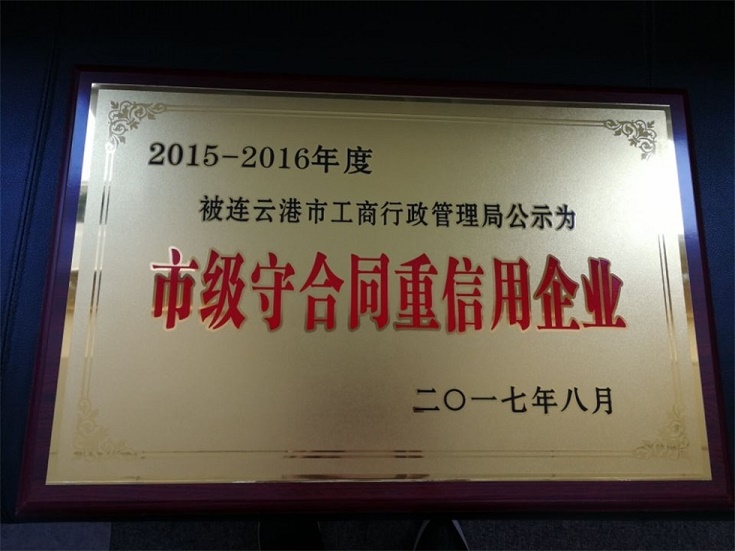 2015-2016年度
被连云港市工商行政管理局公示为
市级守合同重信用企业
二〇一七年八月